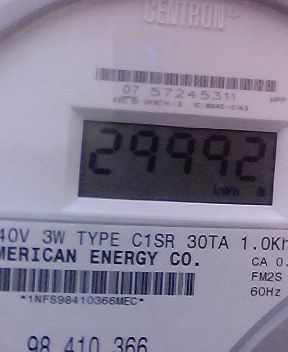 CENTRON
07 57245311
29992
kWh
40V 3W TYPE C1SR 30TA 1.0Kh
MERICAN ENERGY CO.
CA 0.
FM2S
60Hz
*1NFS98410366MEC*
98 410 366